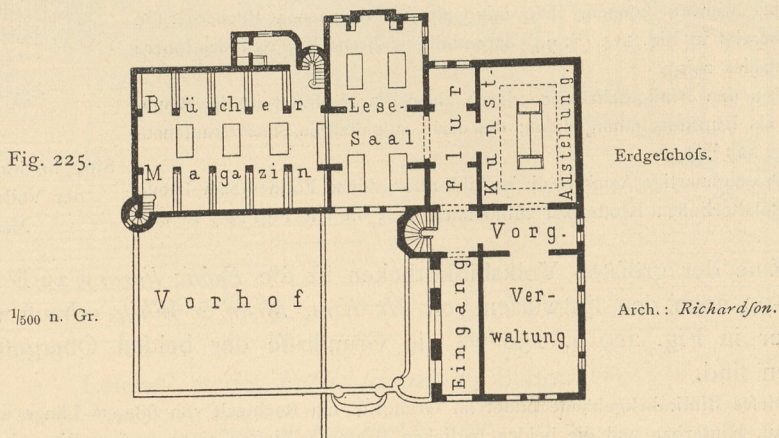 Fig. 225.
Erdgeſchoſs.
Bücher
Magazin
Leſe-
Saal
Flur
Kunst-
Austellung.
Vorg.
Vorhof
Eingang
Ver-
waltung
1/500 n. Gr.
Arch.: Richardſon.